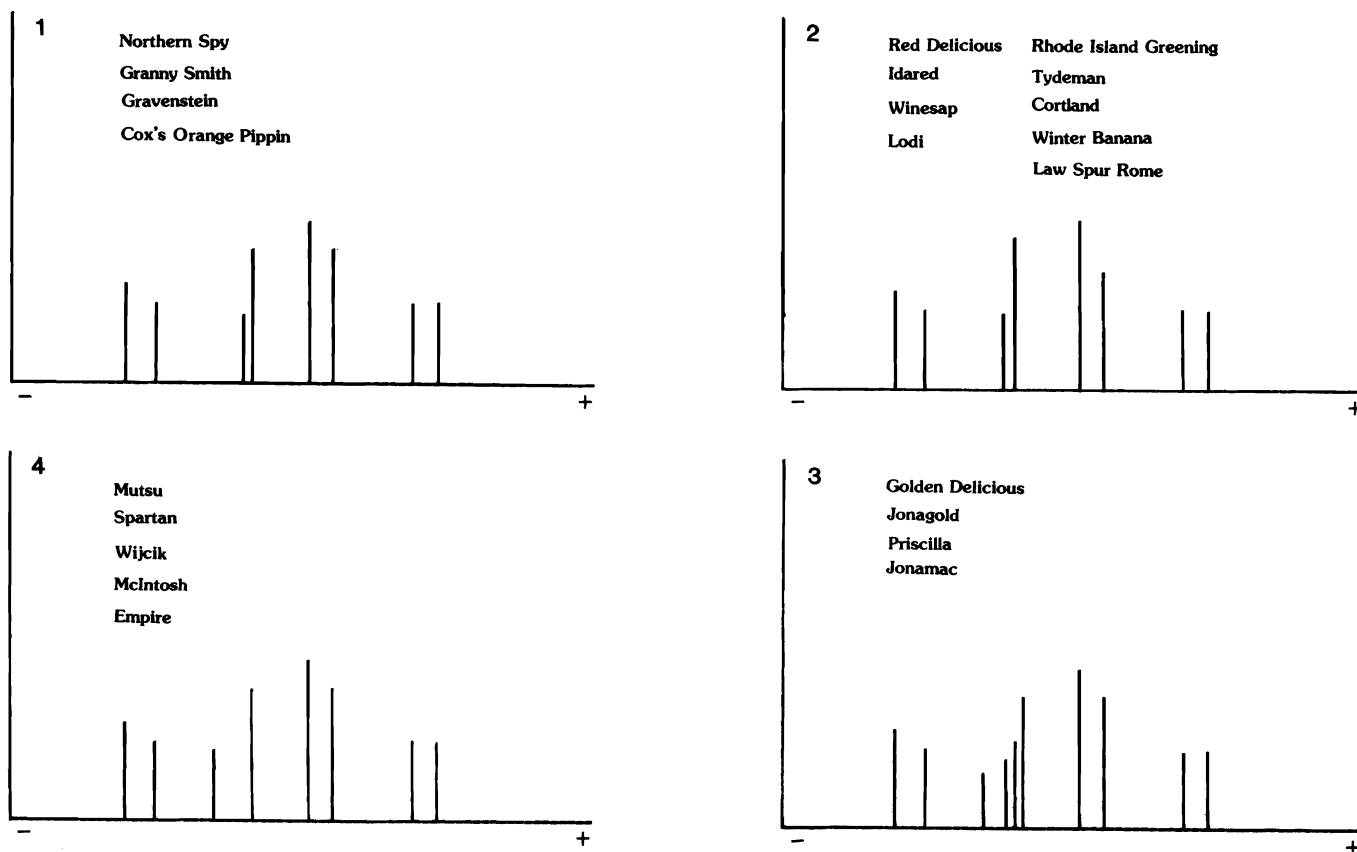 1
Northern Spy
Granny Smith
Gravenstein
Cox's Orange Pippin
− +
2
Red Delicious Rhode Island Greening
Idared Tydeman
Winesap Cortland
Lodi Winter Banana
Law Spur Rome
− +
4
Mutsu
Spartan
Wijcik
McIntosh
Empire
− +
3
Golden Delicious
Jonagold
Priscilla
Jonamac
− +